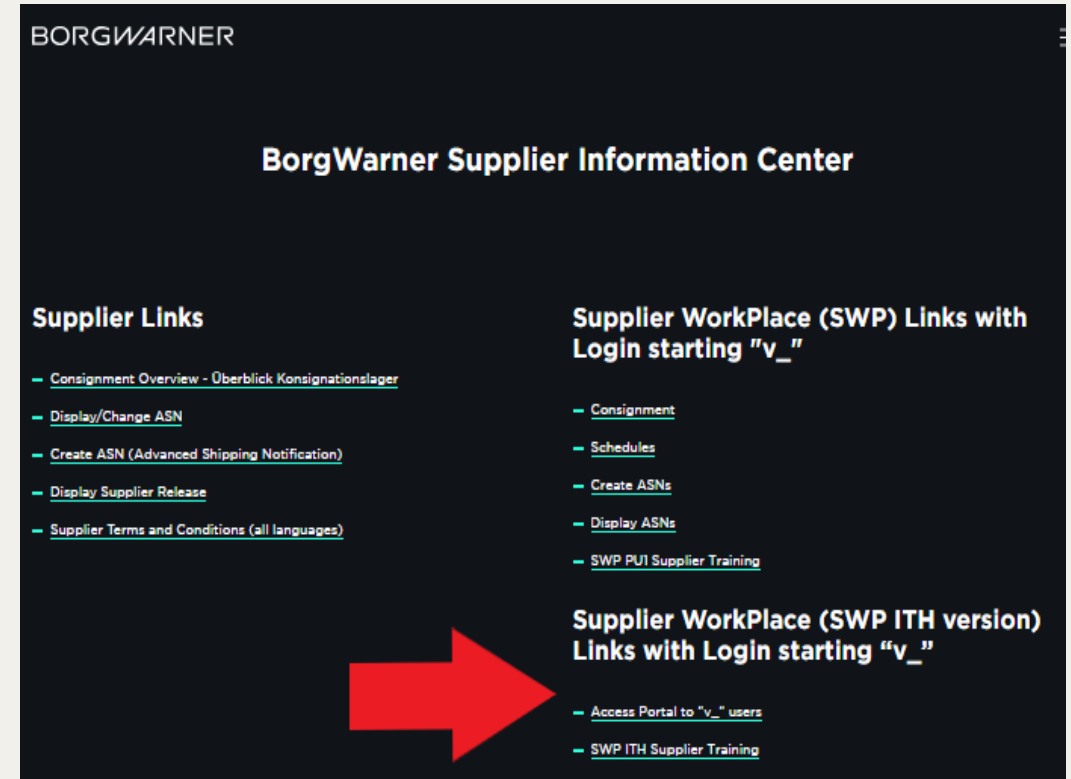 BORGWARNER
BorgWarner Supplier Information Center
Supplier Links
Consignment Overview - Überblick Konsignationslager
Display/Change ASN
Create ASN (Advanced Shipping Notification)
Display Supplier Release
Supplier Terms and Conditions (all languages)
Supplier WorkPlace (SWP) Links with
Login starting "v_"
Consignment
Schedules
Create ASNs
Display ASNs
SWP PU1 Supplier Training
Supplier WorkPlace (SWP ITH version)
Links with Login starting “v_”
Access Portal to "v_" users
SWP ITH Supplier Training